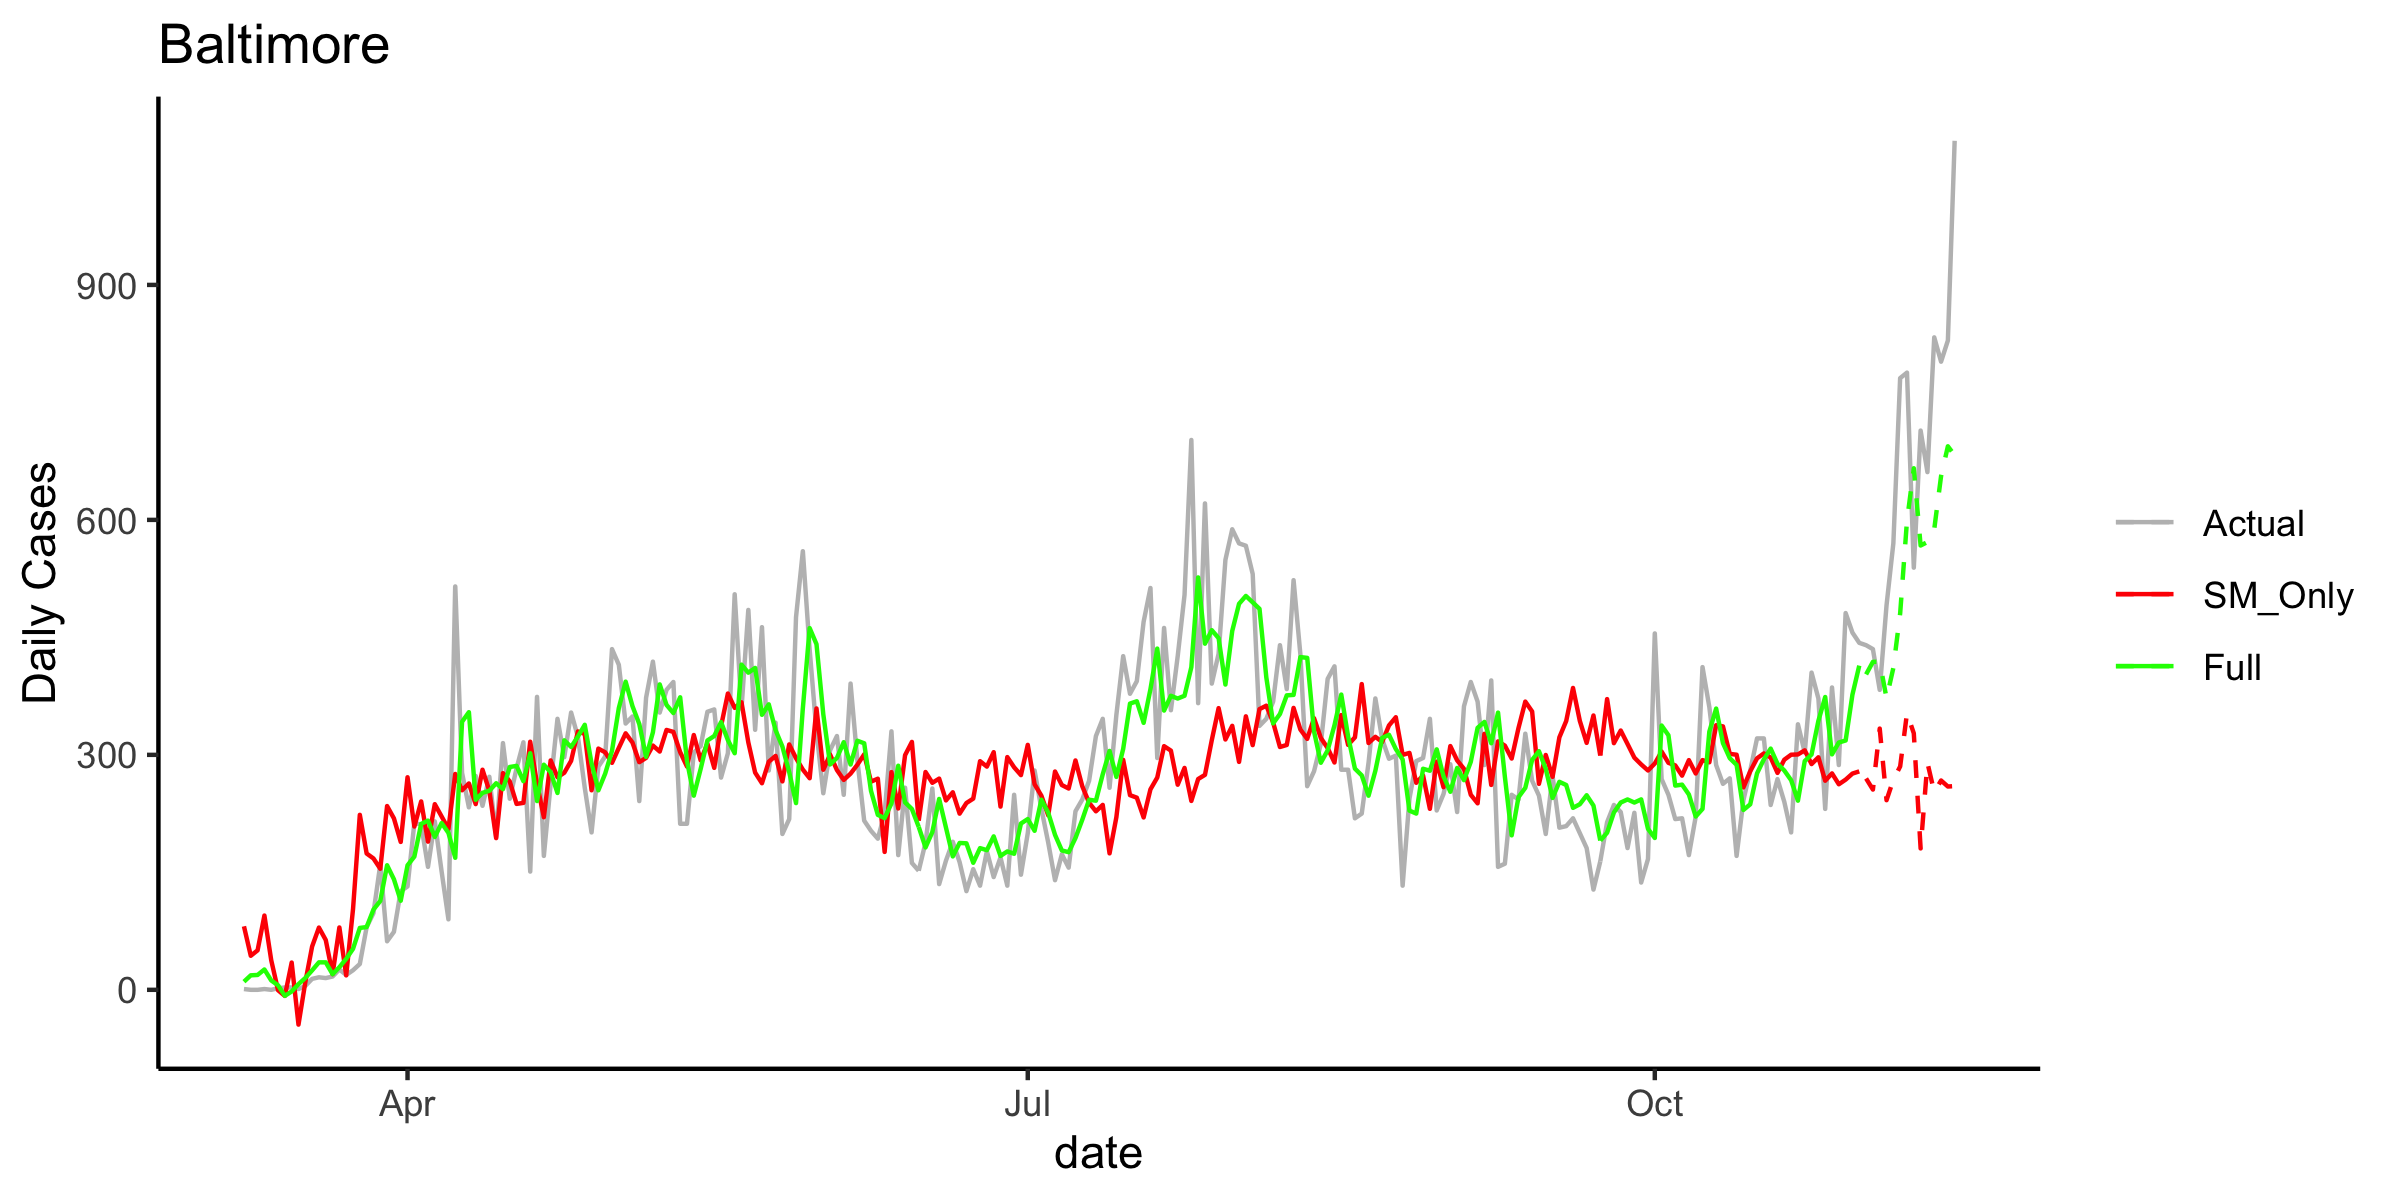 Baltimore
Daily Cases
900
600
300
0
Apr
Jul
Oct
date
Actual
SM_Only
Full